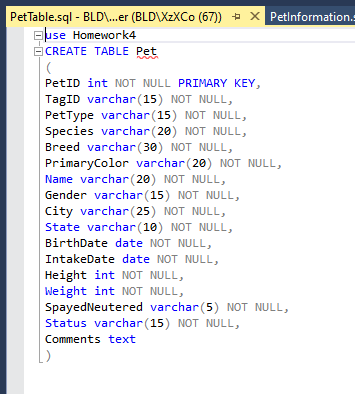 PetTable.sql - BLD\...er (BLD\XzXCo (67)) PetInformation.s
use Homework4
CREATE TABLE Pet
(
PetID int NOT NULL PRIMARY KEY,
TagID varchar(15) NOT NULL,
PetType varchar(15) NOT NULL,
Species varchar(20) NOT NULL,
Breed varchar(30) NOT NULL,
PrimaryColor varchar(20) NOT NULL,
Name varchar(20) NOT NULL,
Gender varchar(15) NOT NULL,
City varchar(25) NOT NULL,
State varchar(10) NOT NULL,
BirthDate date NOT NULL,
IntakeDate date NOT NULL,
Height int NOT NULL,
Weight int NOT NULL,
SpayedNeutered varchar(5) NOT NULL,
Status varchar(15) NOT NULL,
Comments text
)